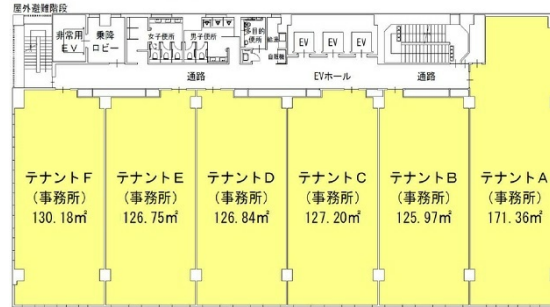 屋外避難階段
非常用
EV
乗降
ロビー
女子便所
男子便所
多目的
便所
EV
EV
EV
通路
EVホール
通路
テナントF
(事務所)
130.18㎡
テナントE
(事務所)
126.75㎡
テナントD
(事務所)
126.84㎡
テナントC
(事務所)
127.20㎡
テナントB
(事務所)
125.97㎡
テナントA
(事務所)
171.36㎡